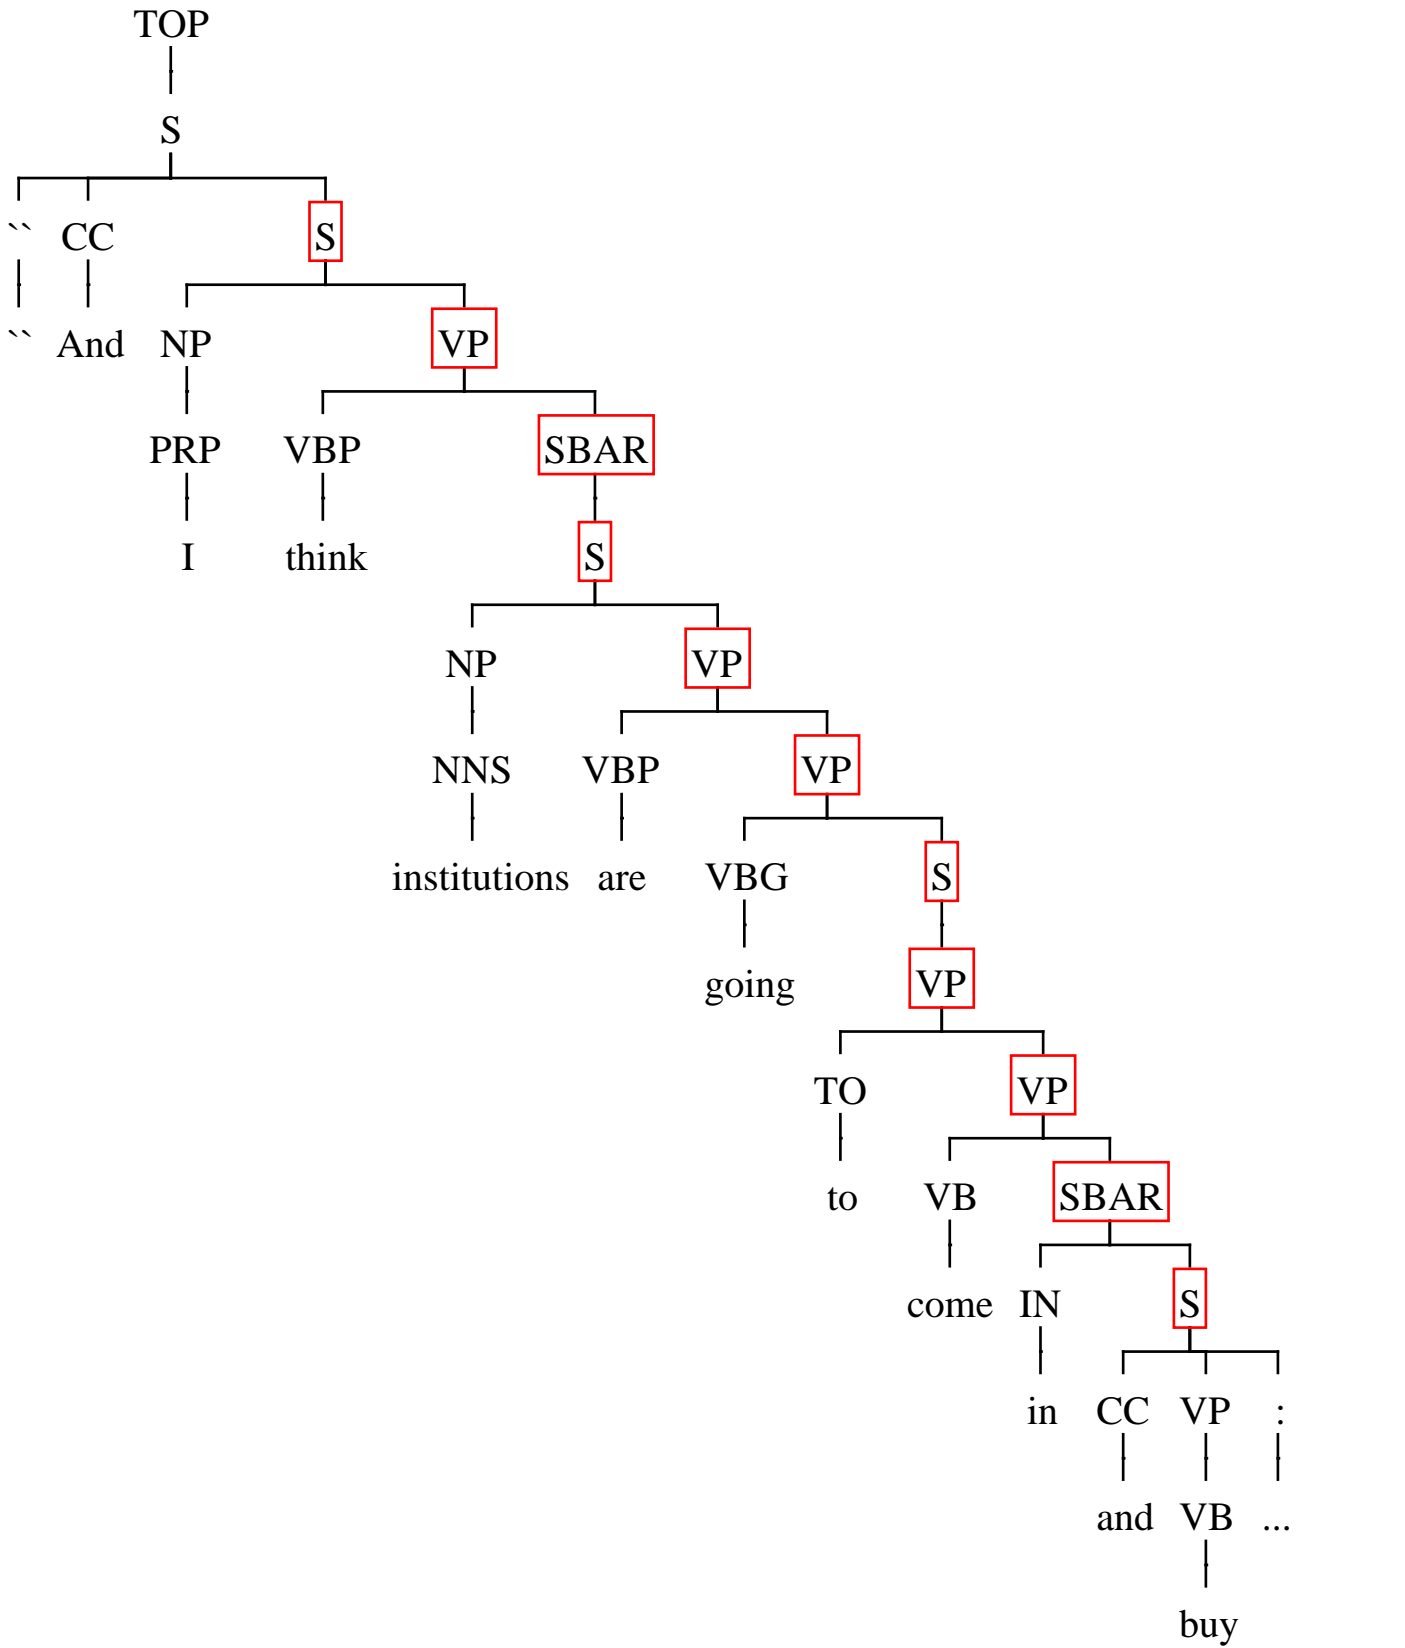 TOP
S
`` CC S
`` And NP VP
PRP VBP SBAR
I think S
NP VP
NNS VBP VP
institutions are VBG S
going VP
TO VP
to VB SBAR
come IN S
in CC VP :
and VB ...
buy